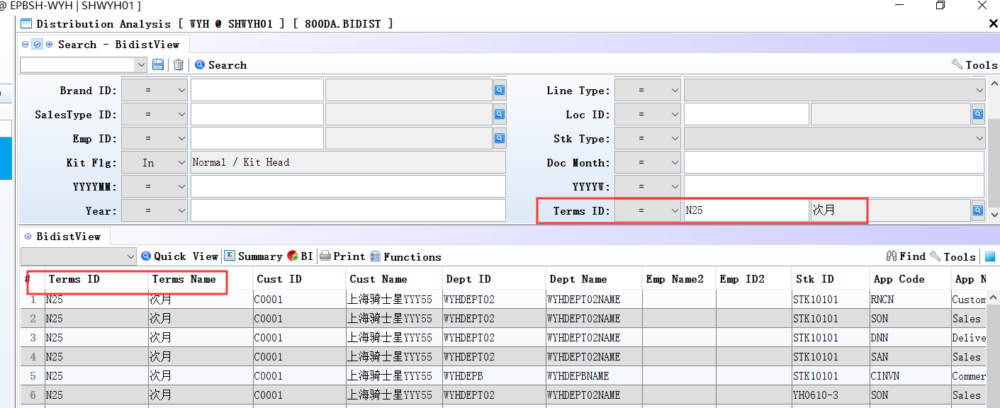 @ EPBSH-WYH | SHWYH01 ]
Distribution Analysis [ WYH @ SHWYH01 ] [ 800DA.BIDIST ]
Search - BidistView
Search Tools
Brand ID: = Line Type: =
SalesType ID: = Loc ID: =
Emp ID: = Stk Type: =
Kit Flg: In Normal / Kit Head Doc Month: =
YYYYMM: = YYYYW: =
Year: = Terms ID: = N25 次月
BidistView
Quick View Summary BI Print Functions Find Tools
# Terms ID Terms Name Cust ID Cust Name Dept ID Dept Name Emp Name2 Emp ID2 Stk ID App Code App N
1 N25 次月 C0001 上海骑士星YYY55 WYHDEPT02 WYHDEPT02NAME STK10101 RNCN Custom
2 N25 次月 C0001 上海骑士星YYY55 WYHDEPT02 WYHDEPT02NAME STK10101 SON Sales
3 N25 次月 C0001 上海骑士星YYY55 WYHDEPT02 WYHDEPT02NAME STK10101 DNN Delive
4 N25 次月 C0001 上海骑士星YYY55 WYHDEPT02 WYHDEPT02NAME STK10101 SAN Sales
5 N25 次月 C0001 上海骑士星YYY55 WYHDEPB WYHDEPBNAME STK10101 CINVN Commer
6 N25 次月 C0001 上海骑士星YYY55 WYHDEPT02 WYHDEPT02NAME YH0610-3 SON Sales